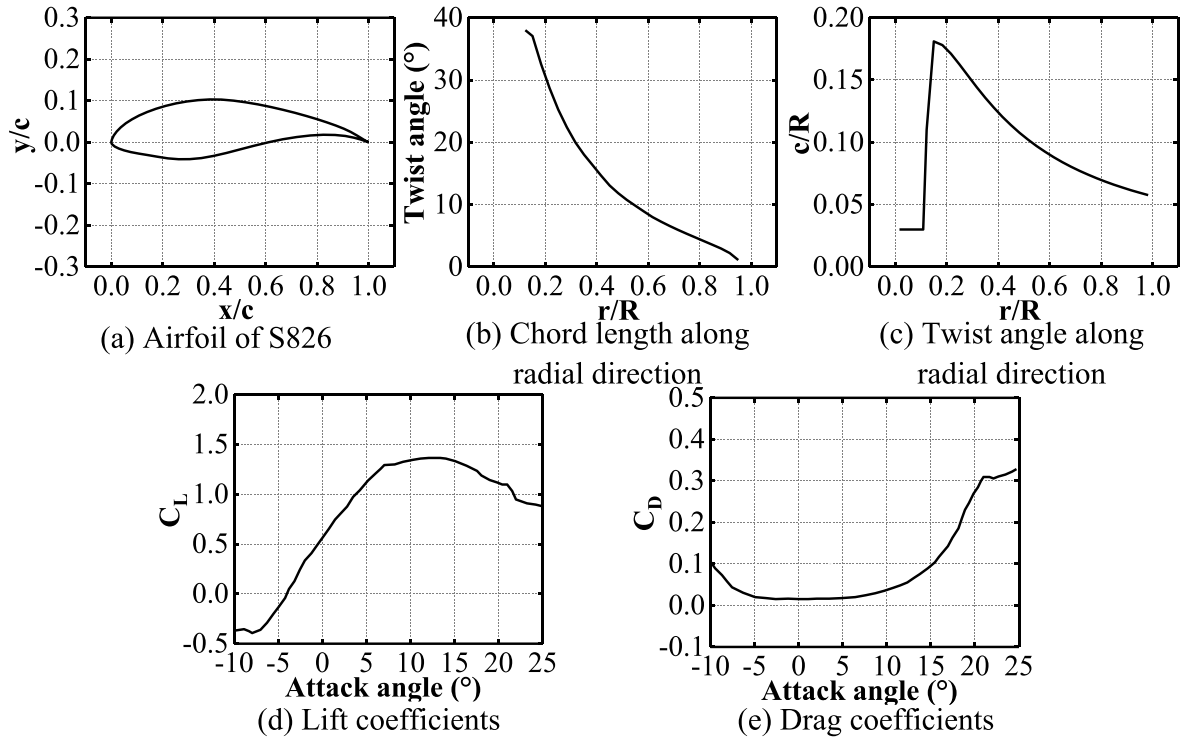 0.3
0.2
0.1
0.0
-0.1
-0.2
-0.3
y/c
0.0 0.2 0.4 0.6 0.8 1.0
x/c
(a) Airfoil of S826
40
30
20
10
0
Twist angle (°)
0.0 0.2 0.4 0.6 0.8 1.0
r/R
(b) Chord length along
radial direction
0.20
0.15
0.10
0.05
0.00
c/R
0.0 0.2 0.4 0.6 0.8 1.0
r/R
(c) Twist angle along
radial direction
2.0
1.5
1.0
0.5
0.0
-0.5
C_L
-10 -5 0 5 10 15 20 25
Attack angle (°)
(d) Lift coefficients
0.5
0.4
0.3
0.2
0.1
0.0
-0.1
C_D
-10 -5 0 5 10 15 20 25
Attack angle (°)
(e) Drag coefficients